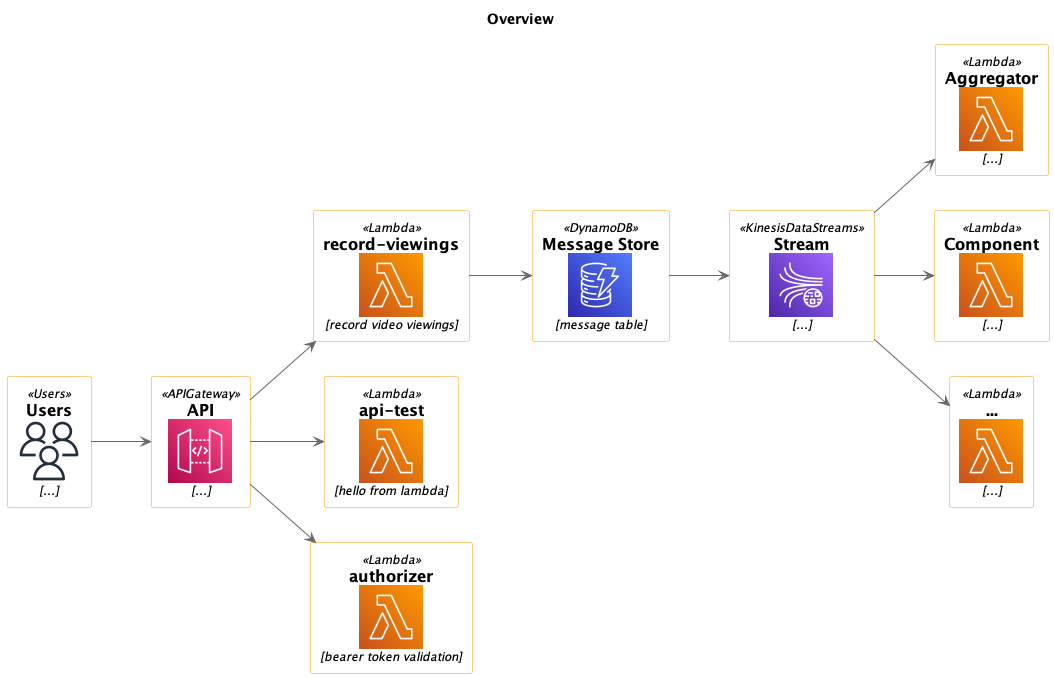 Overview
«Lambda»
Aggregator
[...]
«Lambda»
record-viewings
[record video viewings]
«DynamoDB»
Message Store
[message table]
«KinesisDataStreams»
Stream
[...]
«Lambda»
Component
[...]
«Users»
Users
[...]
«APIGateway»
API
</>
[...]
«Lambda»
api-test
[hello from lambda]
«Lambda»
...
[...]
«Lambda»
authorizer
[bearer token validation]